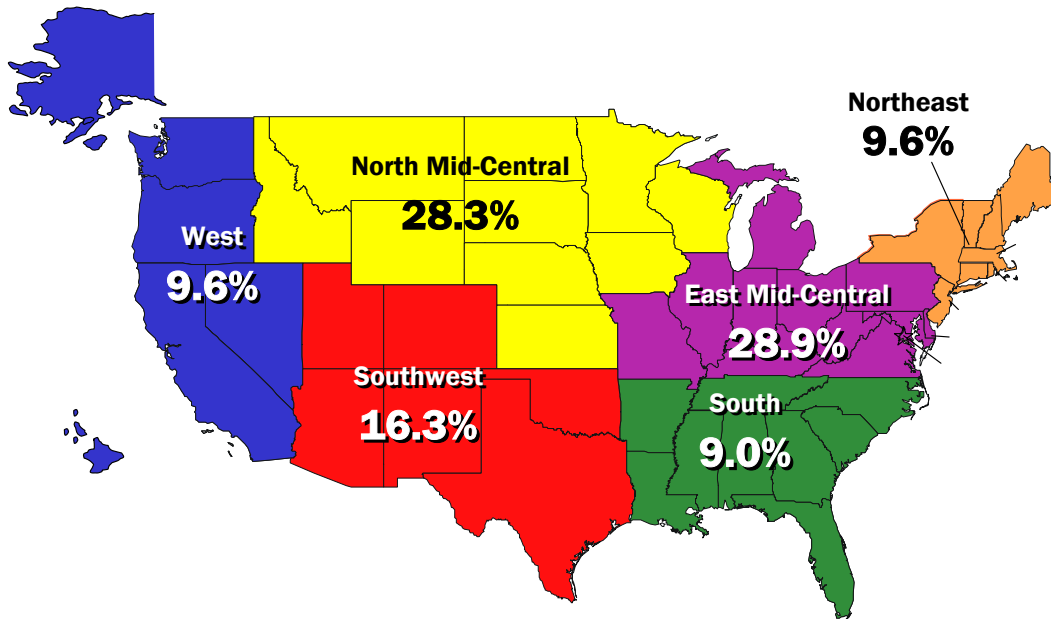 Northeast
9.6%
North Mid-Central
28.3%
West
9.6%
East Mid-Central
28.9%
Southwest
16.3%
South
9.0%